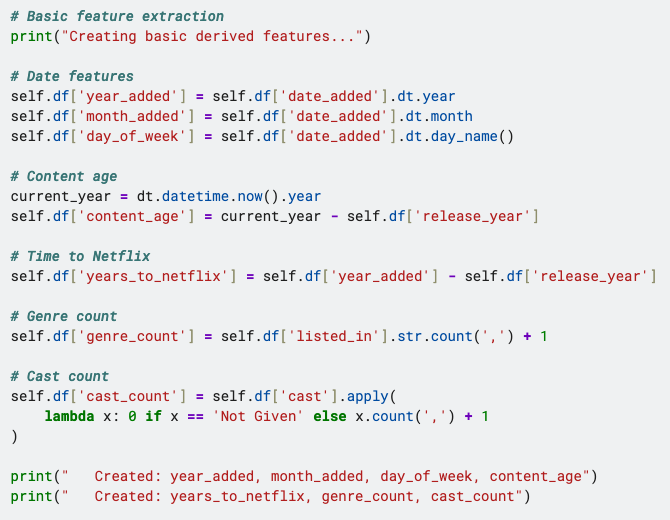 # Basic feature extraction
print("Creating basic derived features...")

# Date features
self.df['year_added'] = self.df['date_added'].dt.year
self.df['month_added'] = self.df['date_added'].dt.month
self.df['day_of_week'] = self.df['date_added'].dt.day_name()

# Content age
current_year = dt.datetime.now().year
self.df['content_age'] = current_year - self.df['release_year']

# Time to Netflix
self.df['years_to_netflix'] = self.df['year_added'] - self.df['release_year']

# Genre count
self.df['genre_count'] = self.df['listed_in'].str.count(',') + 1

# Cast count
self.df['cast_count'] = self.df['cast'].apply(
    lambda x: 0 if x == 'Not Given' else x.count(',') + 1
)

print("   Created: year_added, month_added, day_of_week, content_age")
print("   Created: years_to_netflix, genre_count, cast_count")